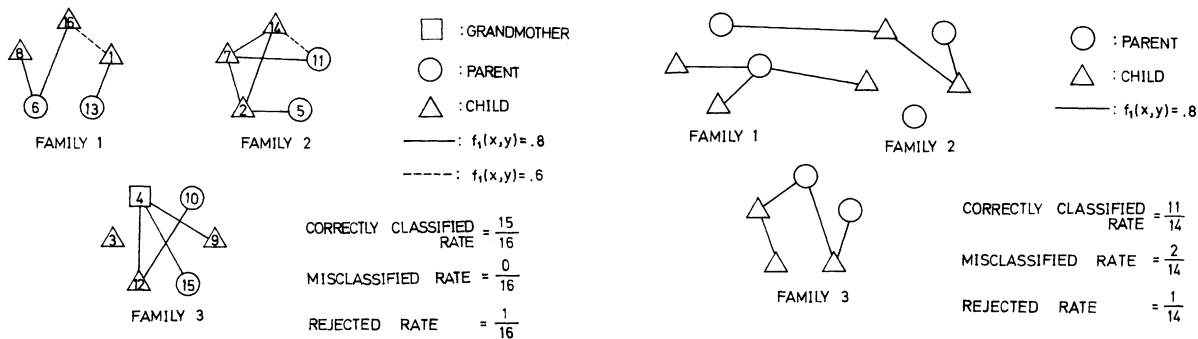 16
8
1
6
13
FAMILY 1
14
7
11
2
5
FAMILY 2
: GRANDMOTHER
: PARENT
: CHILD
: f₁(x,y)=.8
: f₁(x,y)=.6
4
10
3
9
12
15
FAMILY 3
CORRECTLY CLASSIFIED RATE = 15/16
MISCLASSIFIED RATE = 0/16
REJECTED RATE = 1/16
FAMILY 1
FAMILY 2
: PARENT
: CHILD
: f₁(x,y)=.8
FAMILY 3
CORRECTLY CLASSIFIED RATE = 11/14
MISCLASSIFIED RATE = 2/14
REJECTED RATE = 1/14